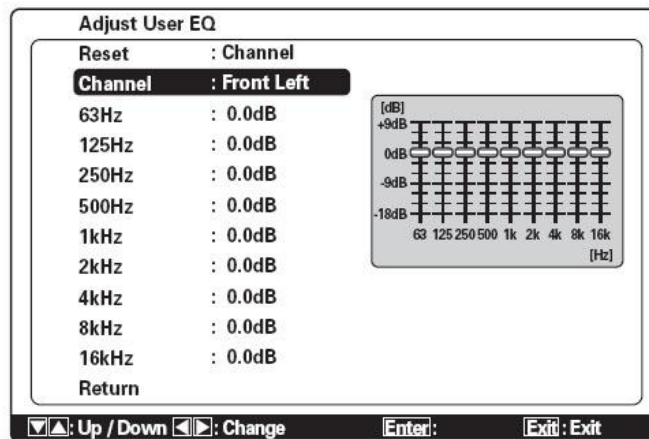 Adjust User EQ
Reset : Channel
Channel : Front Left
63Hz : 0.0dB
125Hz : 0.0dB
250Hz : 0.0dB
500Hz : 0.0dB
1kHz : 0.0dB
2kHz : 0.0dB
4kHz : 0.0dB
8kHz : 0.0dB
16kHz : 0.0dB
Return
[dB]
+9dB
0dB
-9dB
-18dB
63 125 250 500 1k 2k 4k 8k 16k
[Hz]
▼▲: Up / Down ◀▶: Change Enter: Exit: Exit